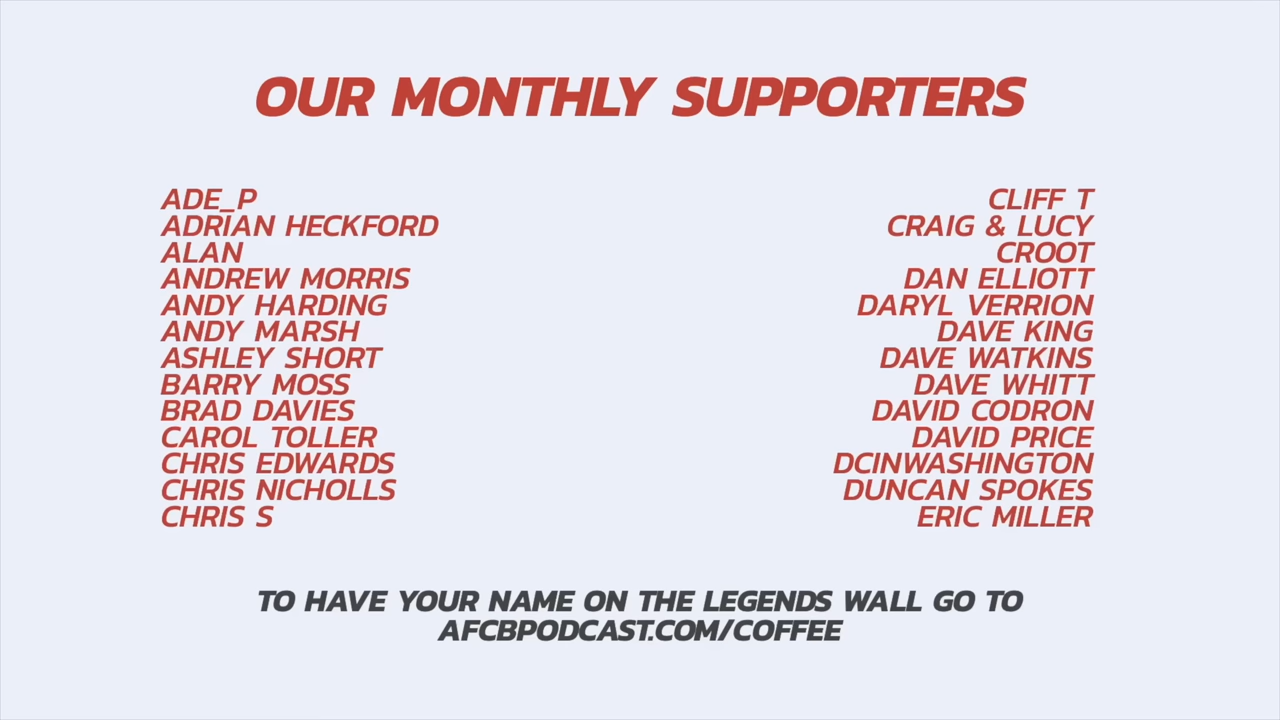 OUR MONTHLY SUPPORTERS
ADE_P
ADRIAN HECKFORD
ALAN
ANDREW MORRIS
ANDY HARDING
ANDY MARSH
ASHLEY SHORT
BARRY MOSS
BRAD DAVIES
CAROL TOLLER
CHRIS EDWARDS
CHRIS NICHOLLS
CHRIS S
CLIFF T
CRAIG & LUCY
CROOT
DAN ELLIOTT
DARYL VERRION
DAVE KING
DAVE WATKINS
DAVE WHITT
DAVID CODRON
DAVID PRICE
DCINWASHINGTON
DUNCAN SPOKES
ERIC MILLER
TO HAVE YOUR NAME ON THE LEGENDS WALL GO TO
AFCBPODCAST.COM/COFFEE